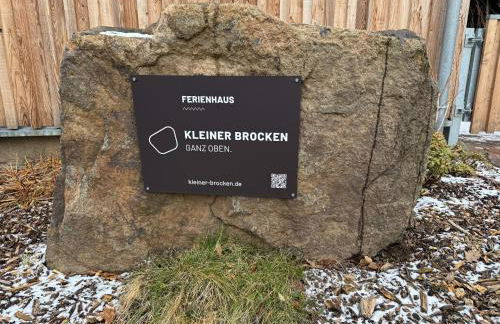 FERIENHAUS
KLEINER BROCKEN
GANZ OBEN.
kleiner-brocken.de